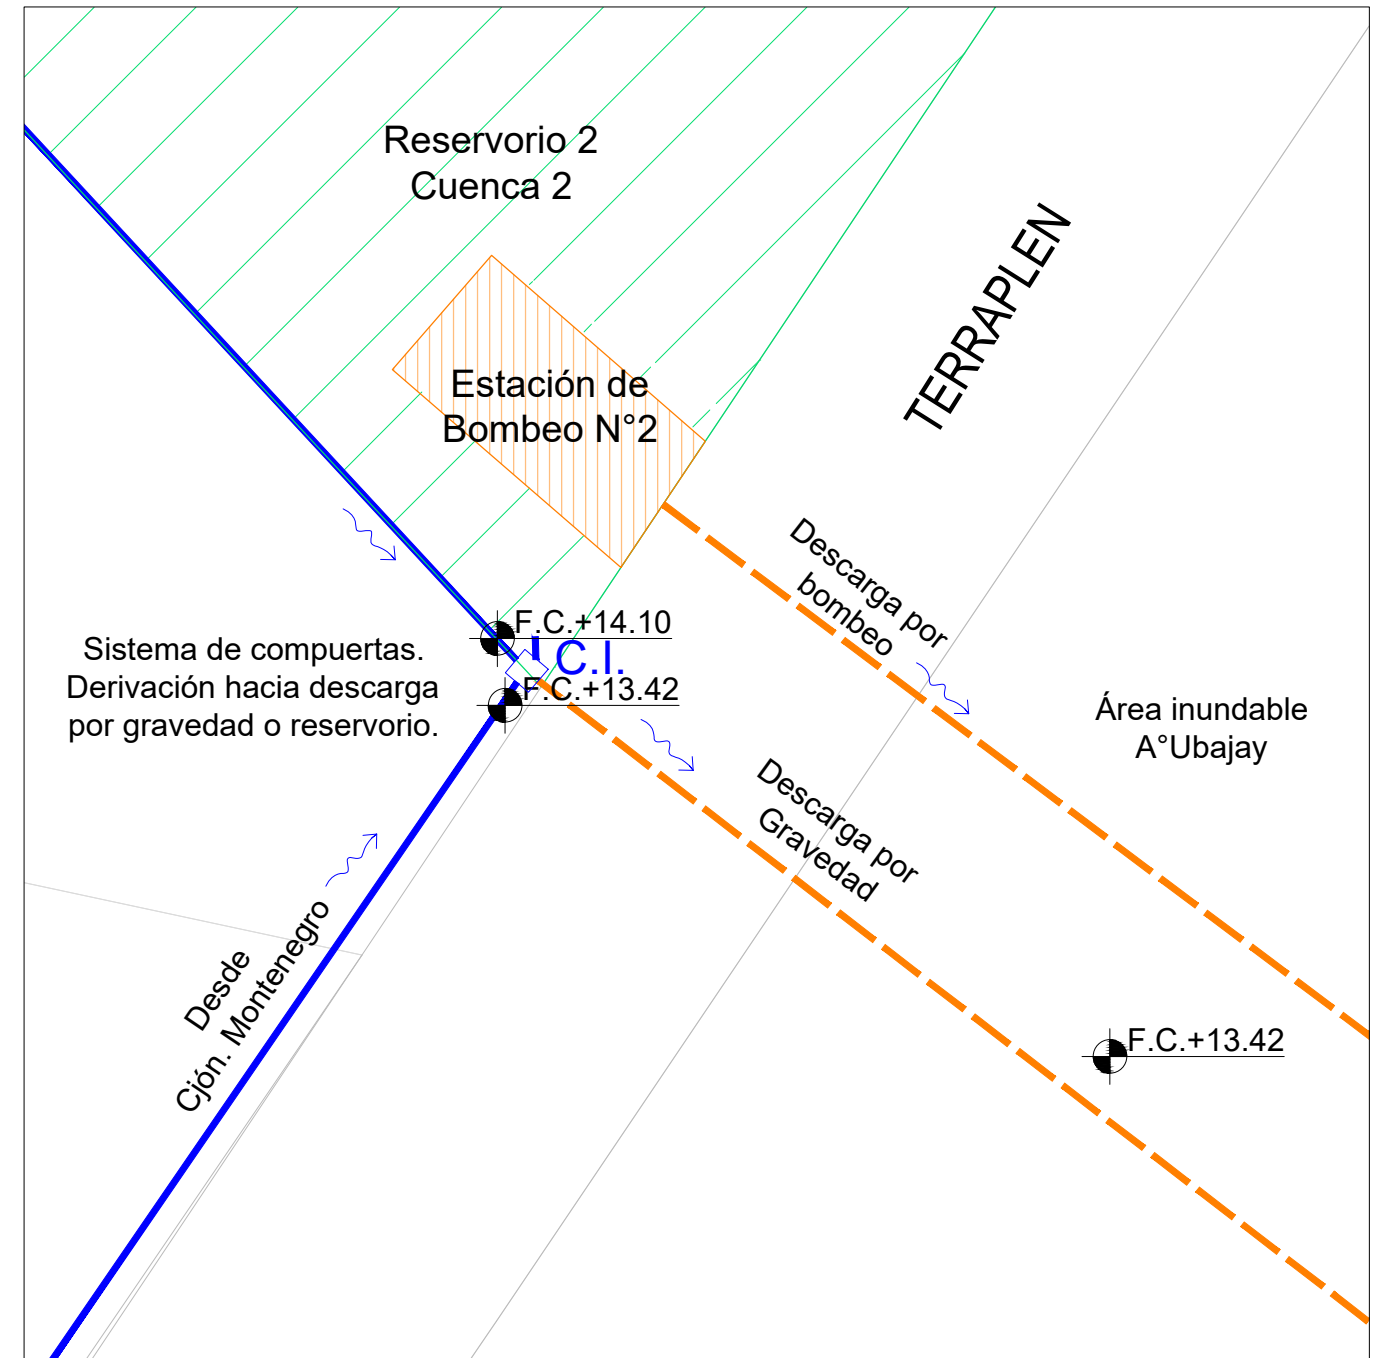 Reservorio 2
Cuenca 2
TERRAPLEN
Estación de
Bombeo N°2
Descarga por
bombeo
F.C.+14.10
C.I.
F.C.+13.42
Sistema de compuertas.
Derivación hacia descarga
por gravedad o reservorio.
Área inundable
A°Ubajay
Descarga por
Gravedad
Desde
Cjón. Montenegro
F.C.+13.42